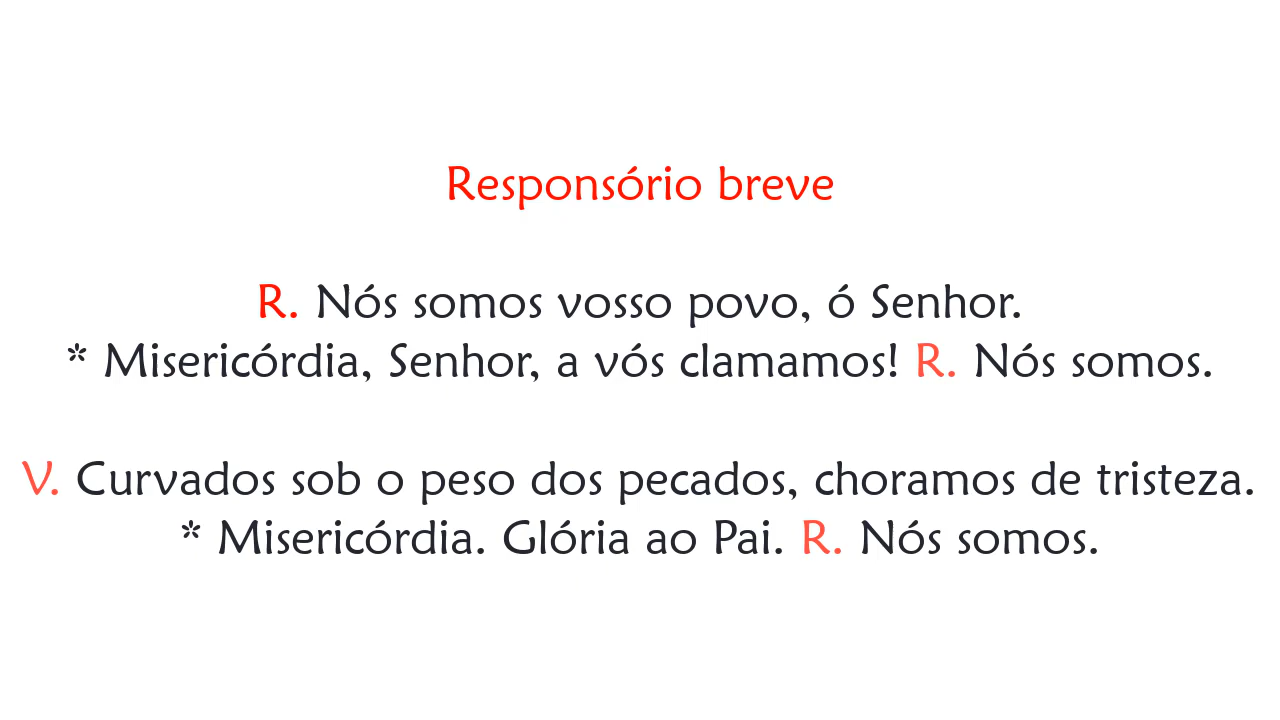 Responsório breve
R. Nós somos vosso povo, ó Senhor.
* Misericórdia, Senhor, a vós clamamos! R. Nós somos.
V. Curvados sob o peso dos pecados, choramos de tristeza.
* Misericórdia. Glória ao Pai. R. Nós somos.